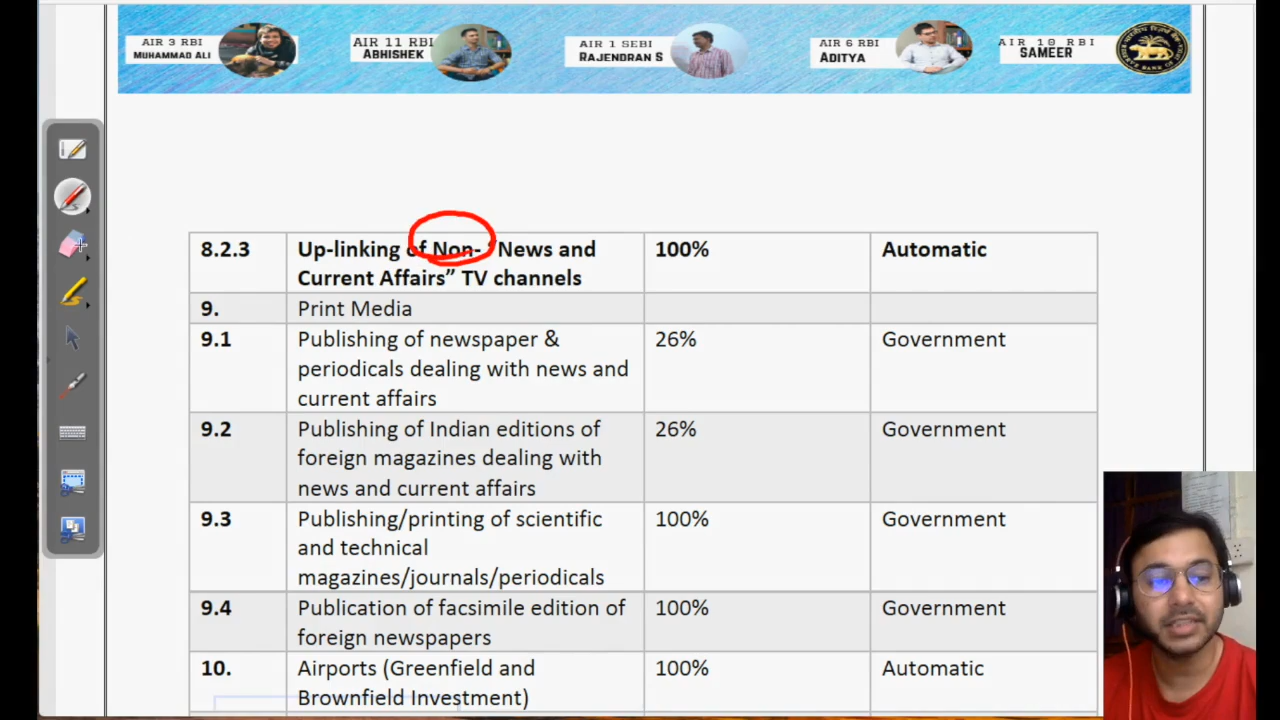 AIR 3 RBI
MUHAMMAD ALI
AIR 11 RBI
ABHISHEK
AIR 1 SEBI
RAJENDRAN S
AIR 6 RBI
ADITYA
AIR 10 RBI
SAMEER
8.2.3 Up-linking of Non- “News and 100% Automatic
Current Affairs” TV channels
9. Print Media
9.1 Publishing of newspaper & 26% Government
periodicals dealing with news and
current affairs
9.2 Publishing of Indian editions of 26% Government
foreign magazines dealing with
news and current affairs
9.3 Publishing/printing of scientific 100% Government
and technical
magazines/journals/periodicals
9.4 Publication of facsimile edition of 100% Government
foreign newspapers
10. Airports (Greenfield and 100% Automatic
Brownfield Investment)